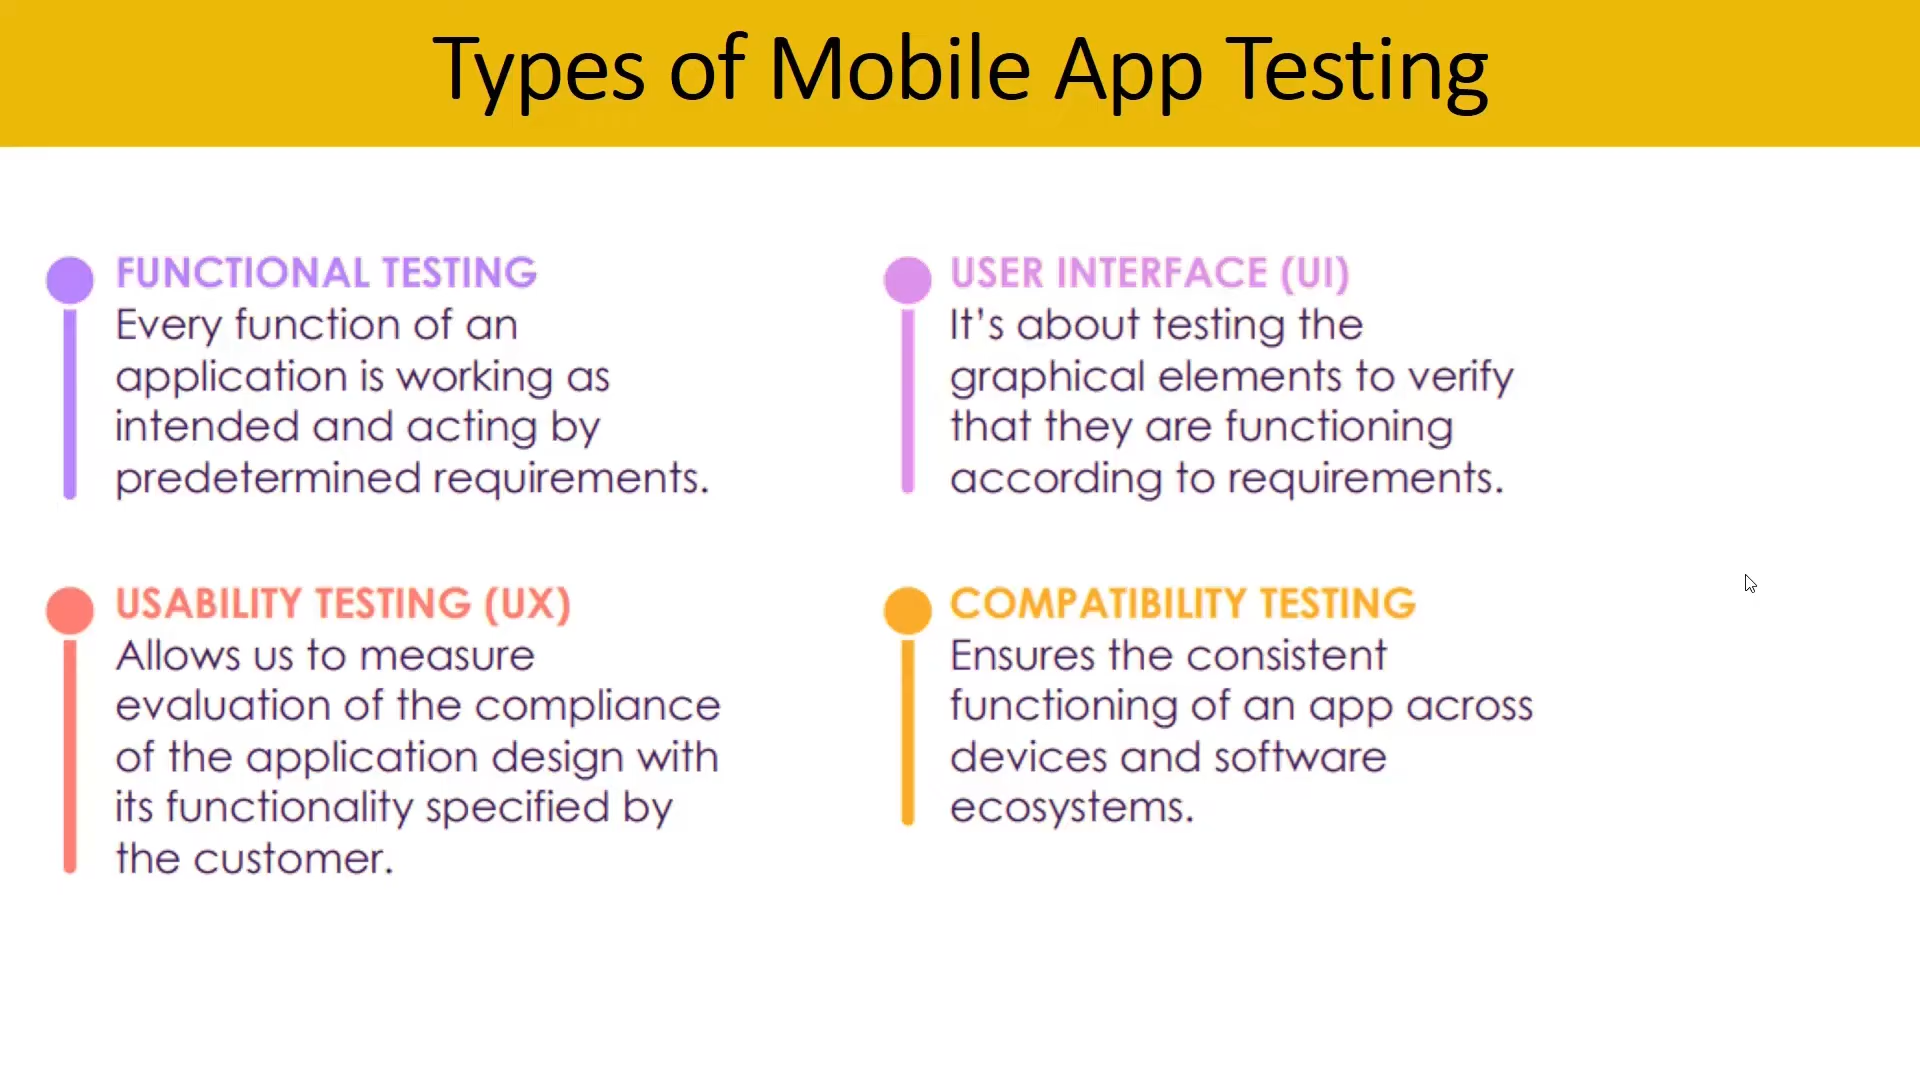 Types of Mobile App Testing
FUNCTIONAL TESTING
Every function of an
application is working as
intended and acting by
predetermined requirements.
USER INTERFACE (UI)
It's about testing the
graphical elements to verify
that they are functioning
according to requirements.
USABILITY TESTING (UX)
Allows us to measure
evaluation of the compliance
of the application design with
its functionality specified by
the customer.
COMPATIBILITY TESTING
Ensures the consistent
functioning of an app across
devices and software
ecosystems.